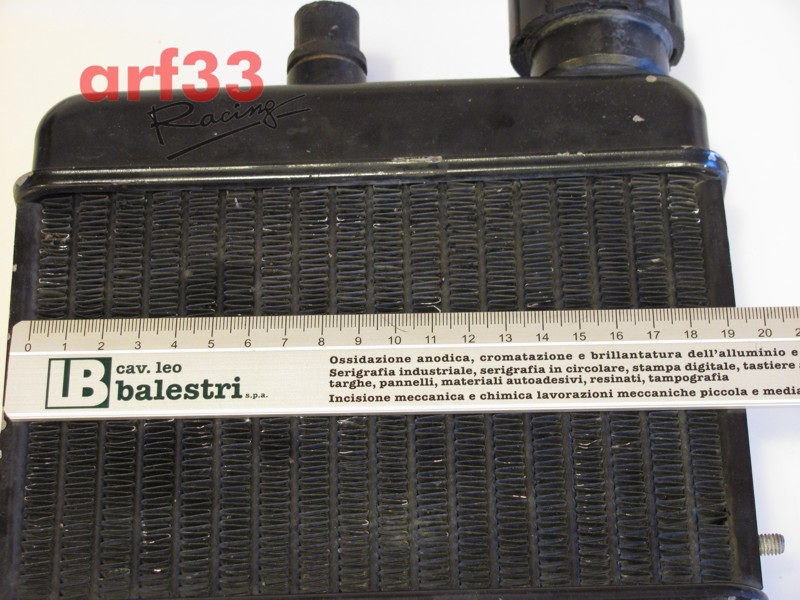 arf33
Racing
0 1 2 3 4 5 6 7 8 9 10 11 12 13 14 15 16 17 18 19 20
LB
cav. leo
balestri s.p.a.
Ossidazione anodica, cromatazione e brillantatura dell'alluminio e
Serigrafia industriale, serigrafia in circolare, stampa digitale, tastiere
targhe, pannelli, materiali autoadesivi, resinati, tampografia
Incisione meccanica e chimica lavorazioni meccaniche piccola e media